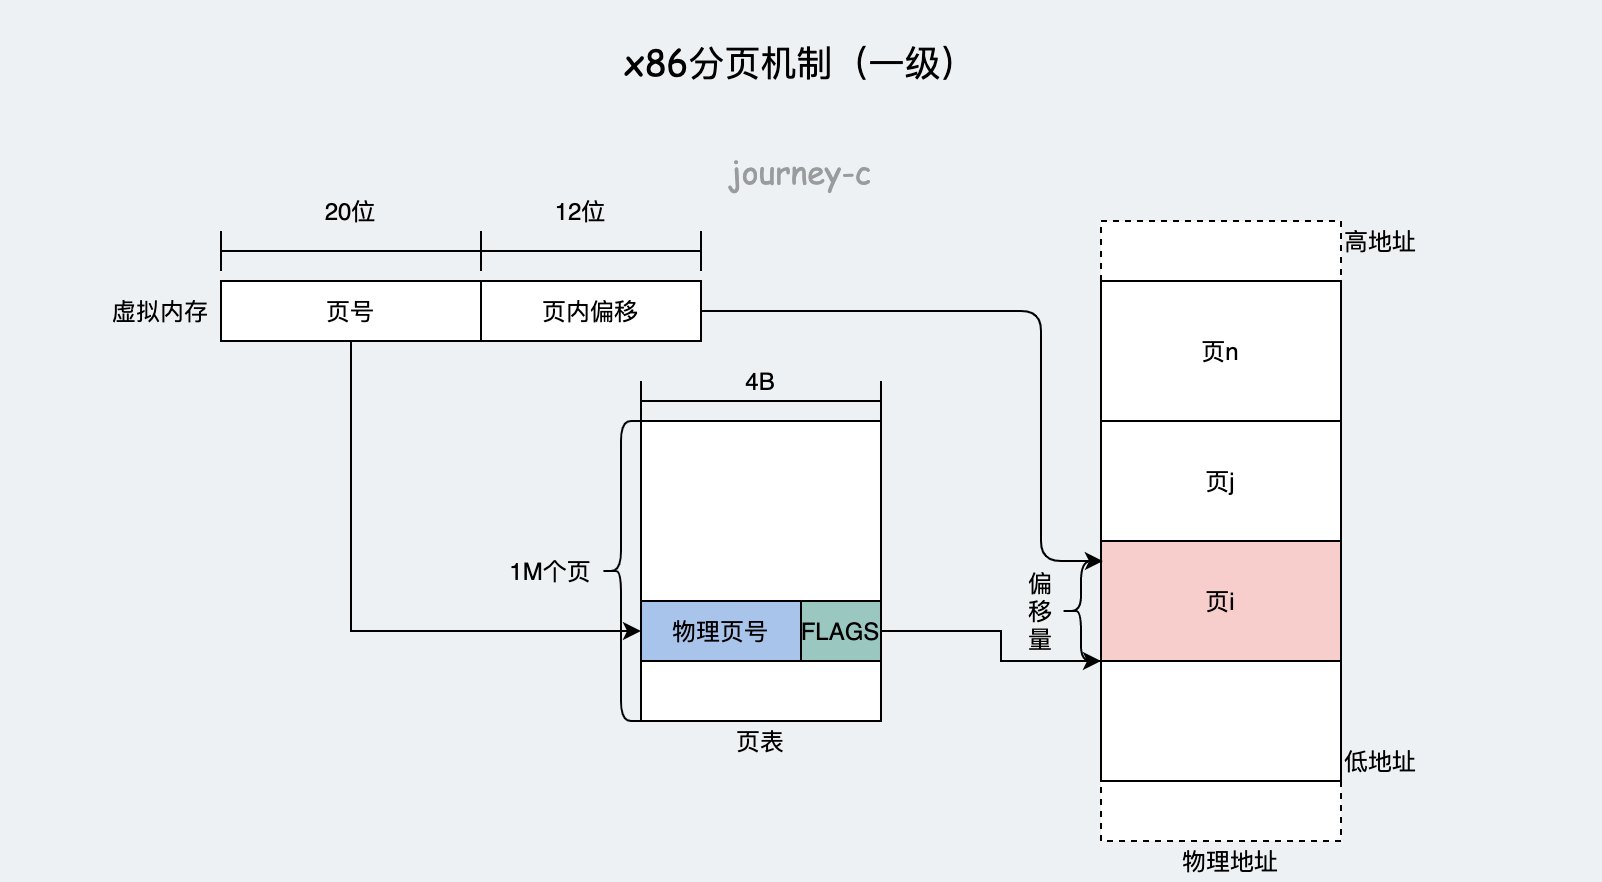 x86分页机制（一级）
journey-c
20位
12位
虚拟内存
页号
页内偏移
4B
1M个页
物理页号
FLAGS
页表
高地址
页n
页j
偏
移
量
页i
低地址
物理地址